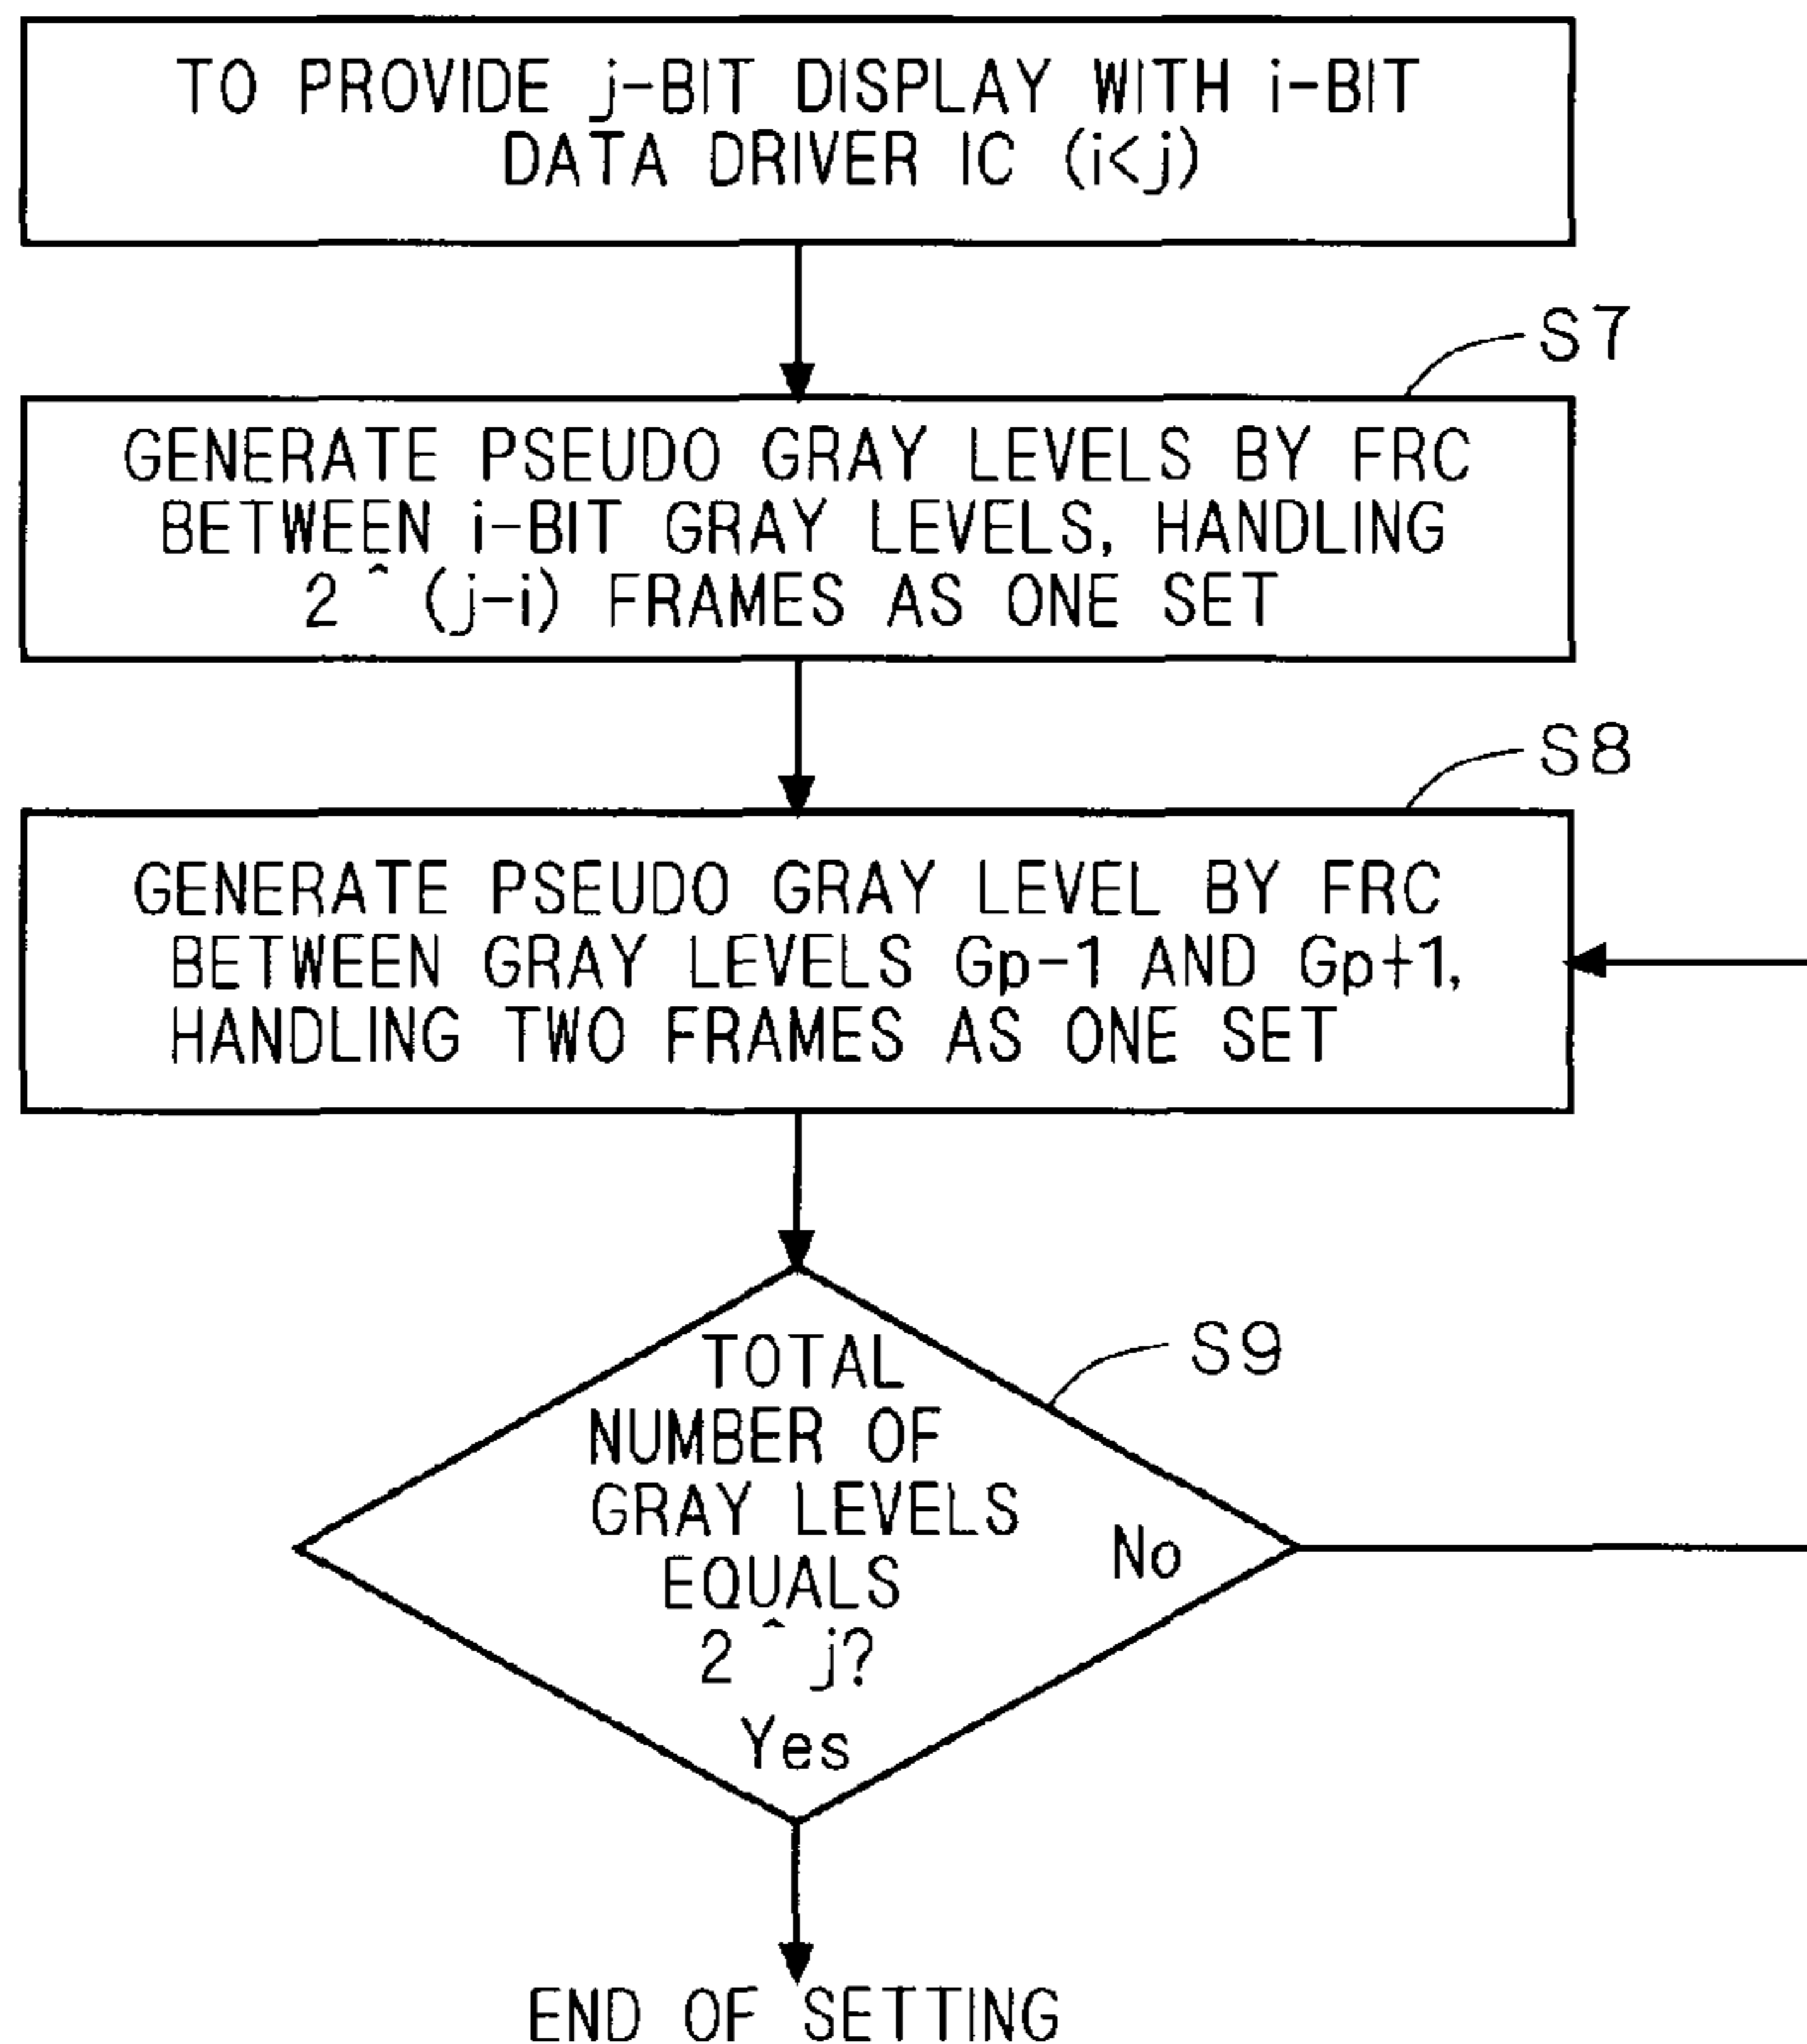 TO PROVIDE j-BIT DISPLAY WITH i-BIT
DATA DRIVER IC (i<j)
S7
GENERATE PSEUDO GRAY LEVELS BY FRC
BETWEEN i-BIT GRAY LEVELS, HANDLING
2 ^ (j-i) FRAMES AS ONE SET
S8
GENERATE PSEUDO GRAY LEVEL BY FRC
BETWEEN GRAY LEVELS Gp-1 AND Gp+1,
HANDLING TWO FRAMES AS ONE SET
S9
TOTAL
NUMBER OF
GRAY LEVELS
EQUALS
2 ^ j?
No
Yes
END OF SETTING